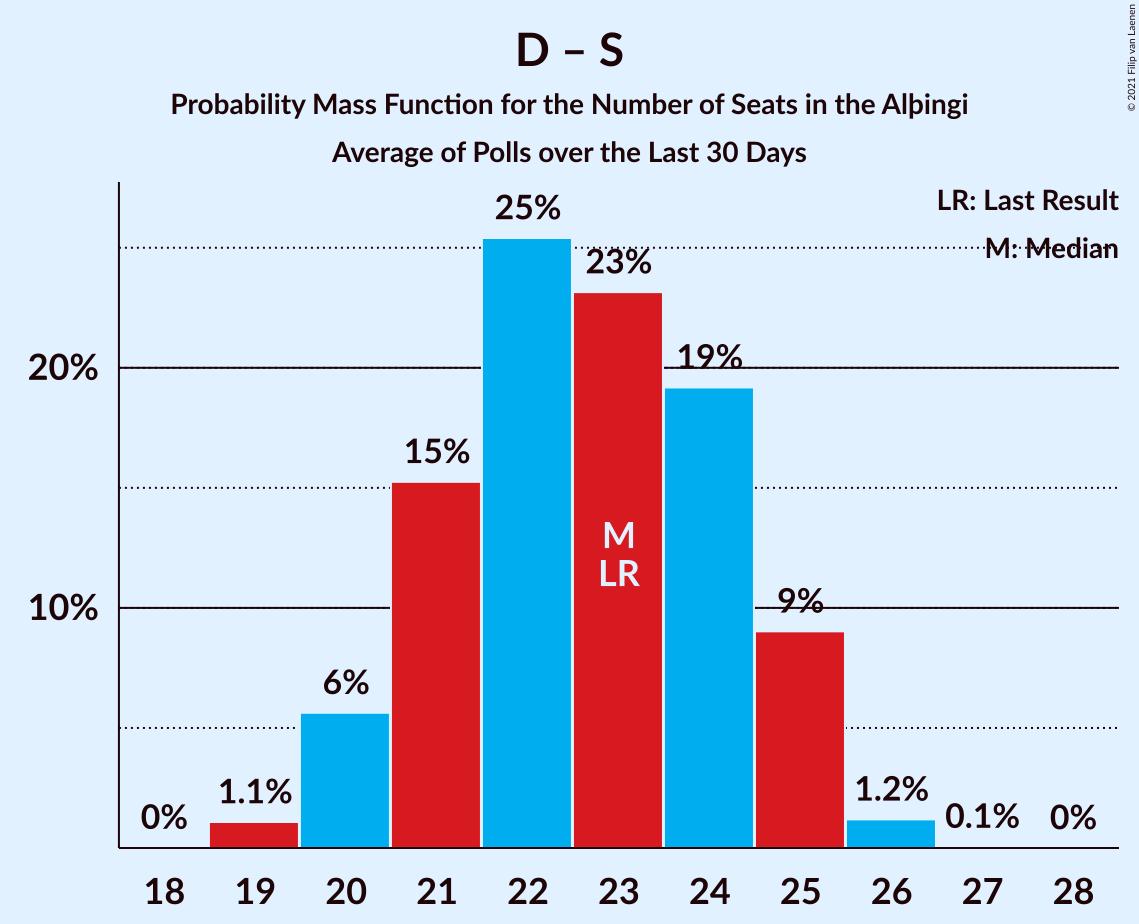 D – S
Probability Mass Function for the Number of Seats in the Alþingi
Average of Polls over the Last 30 Days
© 2021 Filip van Laenen
LR: Last Result
M: Median
20%
10%
0%
1.1%
6%
15%
25%
23%
19%
9%
1.2%
0.1%
0%
M
LR
18 19 20 21 22 23 24 25 26 27 28